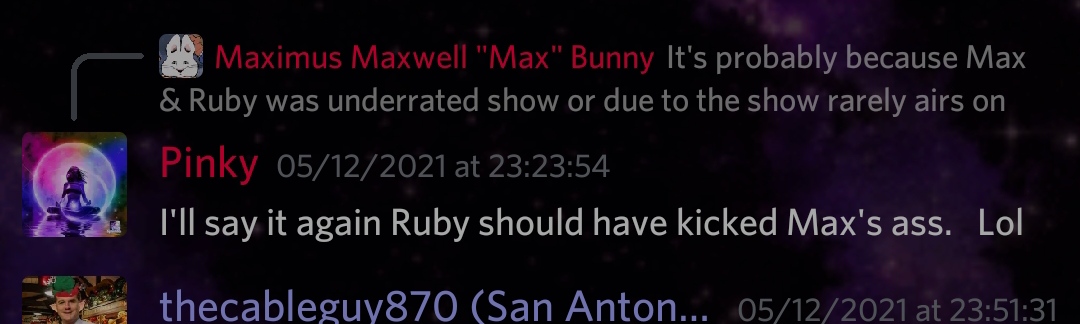 Maximus Maxwell "Max" Bunny It's probably because Max
& Ruby was underrated show or due to the show rarely airs on
Pinky 05/12/2021 at 23:23:54
I'll say it again Ruby should have kicked Max's ass. Lol
thecableguy870 (San Anton... 05/12/2021 at 23:51:31